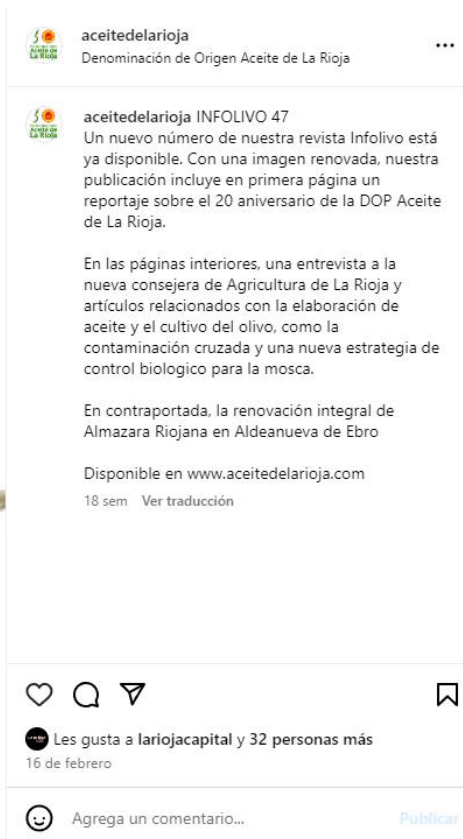 aceitedelarioja
Denominación de Origen Aceite de La Rioja
aceitedelarioja INFOLIVO 47
Un nuevo número de nuestra revista Infolivo está
ya disponible. Con una imagen renovada, nuestra
publicación incluye en primera página un
reportaje sobre el 20 aniversario de la DOP Aceite
de La Rioja.
En las páginas interiores, una entrevista a la
nueva consejera de Agricultura de La Rioja y
artículos relacionados con la elaboración de
aceite y el cultivo del olivo, como la
contaminación cruzada y una nueva estrategia de
control biologico para la mosca.
En contraportada, la renovación integral de
Almazara Riojana en Aldeanueva de Ebro
Disponible en www.aceitedelarioja.com
18 sem Ver traducción
Les gusta a lariojacapital y 32 personas más
16 de febrero
Agrega un comentario... Publicar